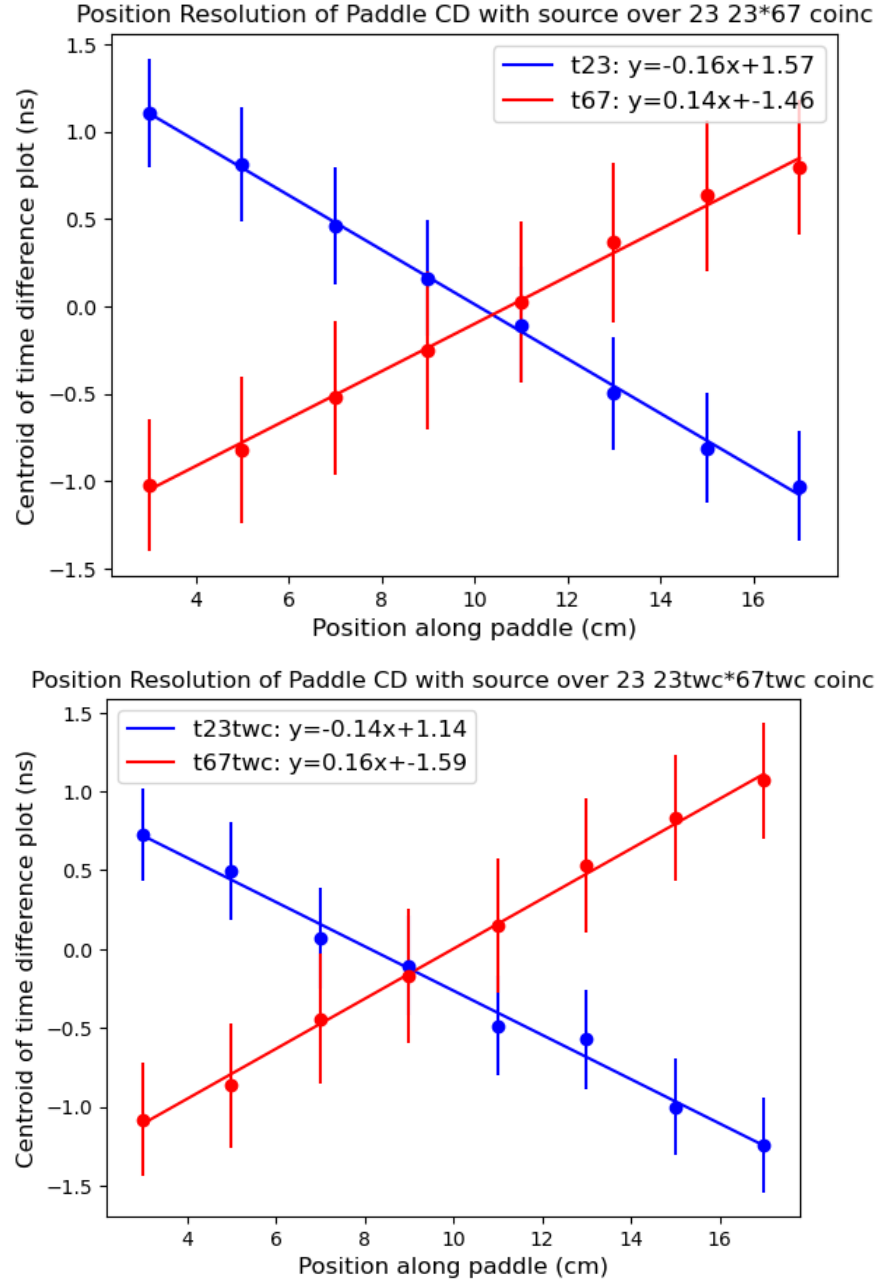 Position Resolution of Paddle CD with source over 23 23*67 coinc
t23: y=-0.16x+1.57
t67: y=0.14x+-1.46
Centroid of time difference plot (ns)
1.5
1.0
0.5
0.0
−0.5
−1.0
−1.5
4 6 8 10 12 14 16
Position along paddle (cm)
Position Resolution of Paddle CD with source over 23 23twc*67twc coinc
t23twc: y=-0.14x+1.14
t67twc: y=0.16x+-1.59
Centroid of time difference plot (ns)
1.5
1.0
0.5
0.0
−0.5
−1.0
−1.5
4 6 8 10 12 14 16
Position along paddle (cm)